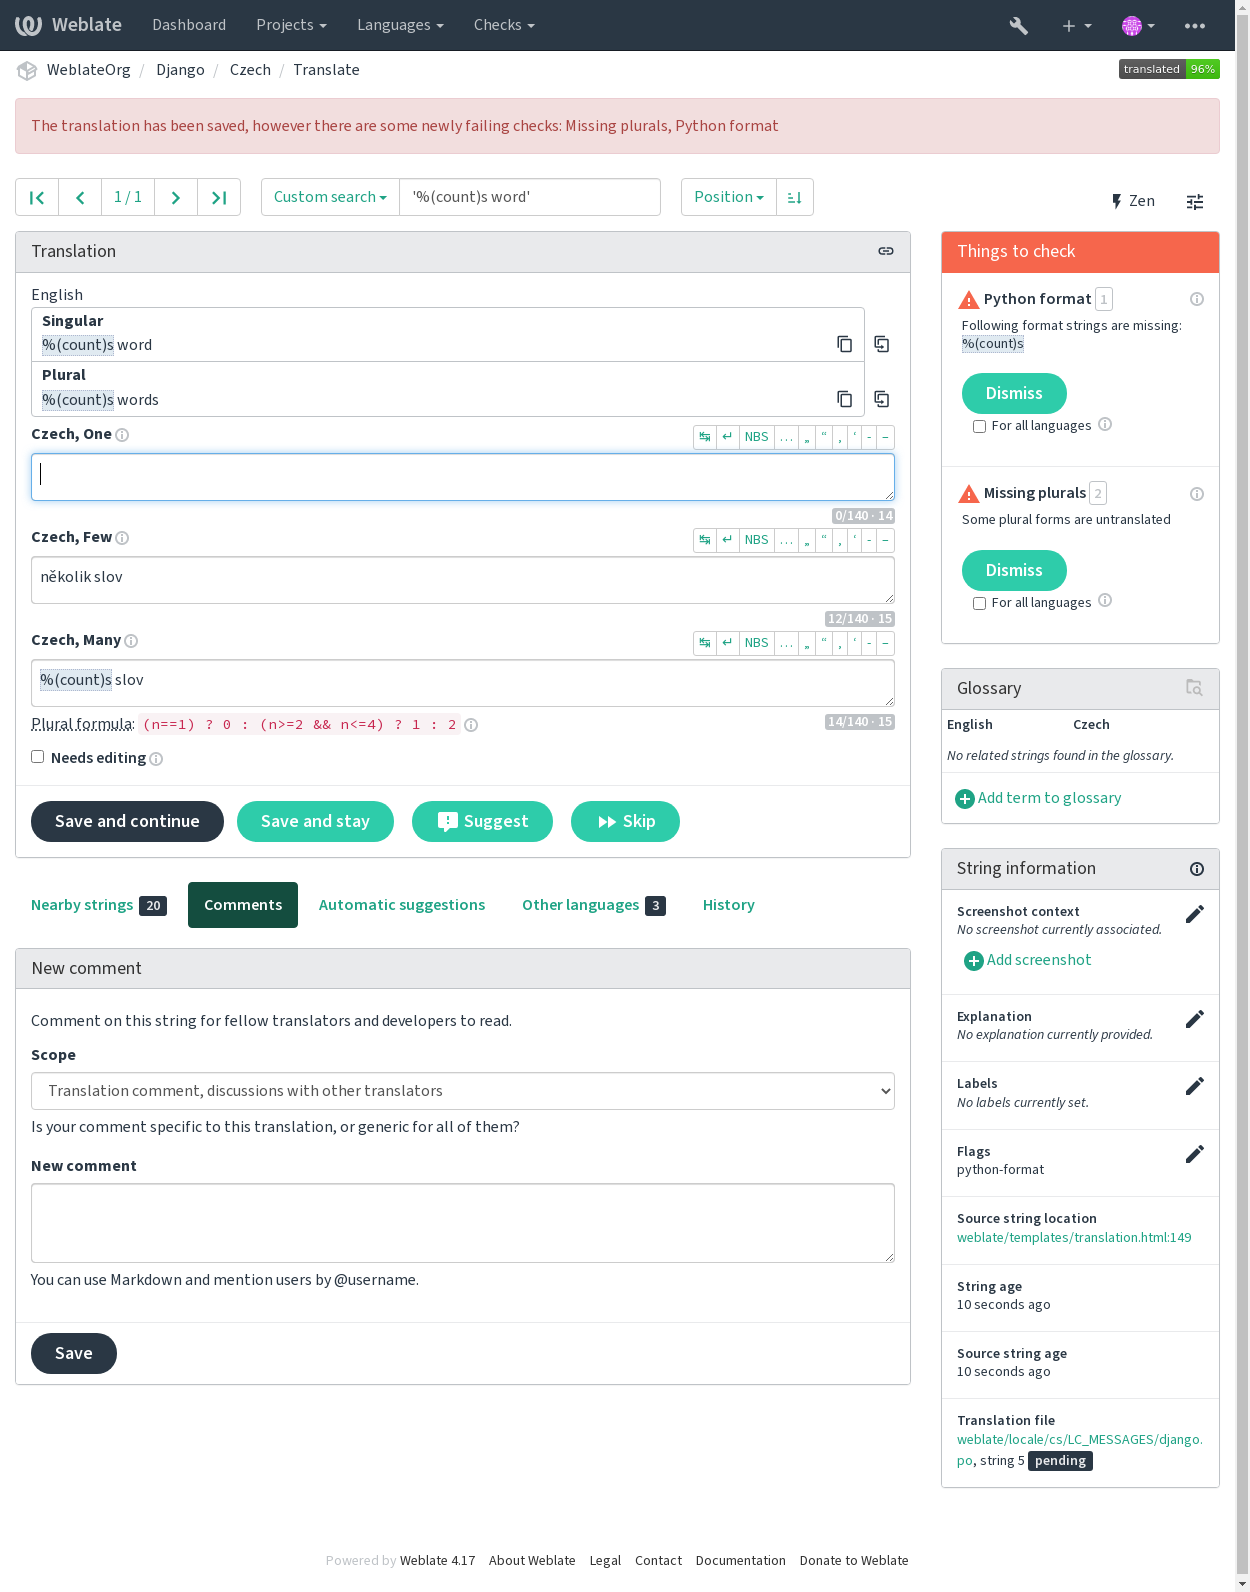 Weblate Dashboard Projects Languages Checks
WeblateOrg / Django / Czech / Translate translated 96%
The translation has been saved, however there are some newly failing checks: Missing plurals, Python format
1 / 1 Custom search '%(count)s word' Position Zen
Translation
English
Singular
%(count)s word
Plural
%(count)s words
Czech, One NBS … „ “ ‚ ‘ - –
0/140 · 14
Czech, Few NBS … „ “ ‚ ‘ - –
několik slov
12/140 · 15
Czech, Many NBS … „ “ ‚ ‘ - –
%(count)s slov
14/140 · 15
Plural formula: (n==1) ? 0 : (n>=2 && n<=4) ? 1 : 2
Needs editing
Save and continue Save and stay Suggest Skip
Nearby strings 20 Comments Automatic suggestions Other languages 3 History
New comment
Comment on this string for fellow translators and developers to read.
Scope
Translation comment, discussions with other translators
Is your comment specific to this translation, or generic for all of them?
New comment
You can use Markdown and mention users by @username.
Save
Things to check
Python format 1
Following format strings are missing:
%(count)s
Dismiss
For all languages
Missing plurals 2
Some plural forms are untranslated
Dismiss
For all languages
Glossary
English Czech
No related strings found in the glossary.
Add term to glossary
String information
Screenshot context
No screenshot currently associated.
Add screenshot
Explanation
No explanation currently provided.
Labels
No labels currently set.
Flags
python-format
Source string location
weblate/templates/translation.html:149
String age
10 seconds ago
Source string age
10 seconds ago
Translation file
weblate/locale/cs/LC_MESSAGES/django.
po, string 5 pending
Powered by Weblate 4.17 About Weblate Legal Contact Documentation Donate to Weblate